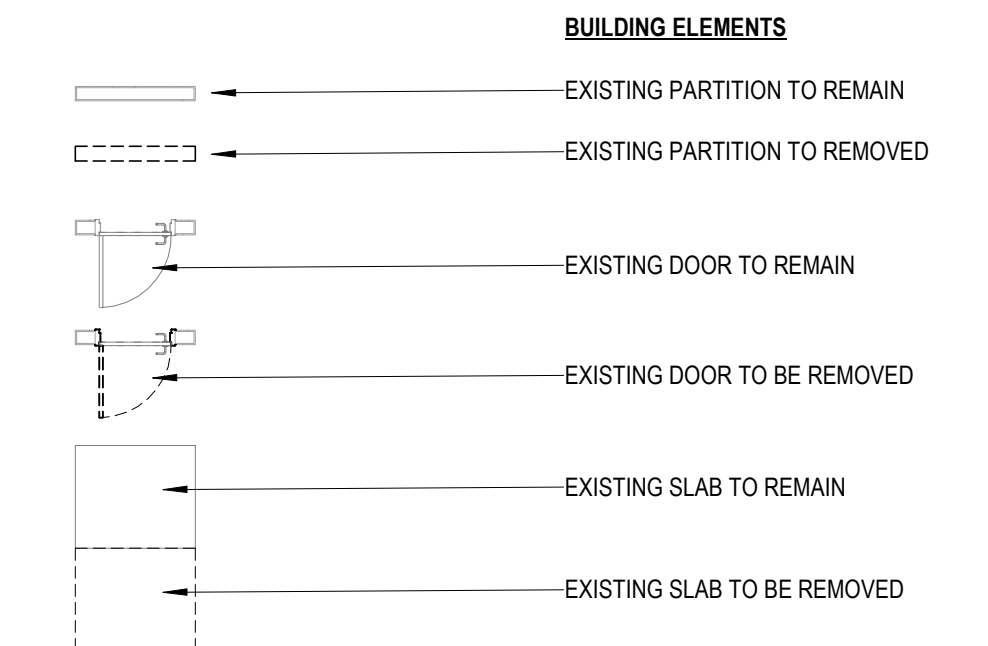 BUILDING ELEMENTS
EXISTING PARTITION TO REMAIN
EXISTING PARTITION TO REMOVED
EXISTING DOOR TO REMAIN
EXISTING DOOR TO BE REMOVED
EXISTING SLAB TO REMAIN
EXISTING SLAB TO BE REMOVED